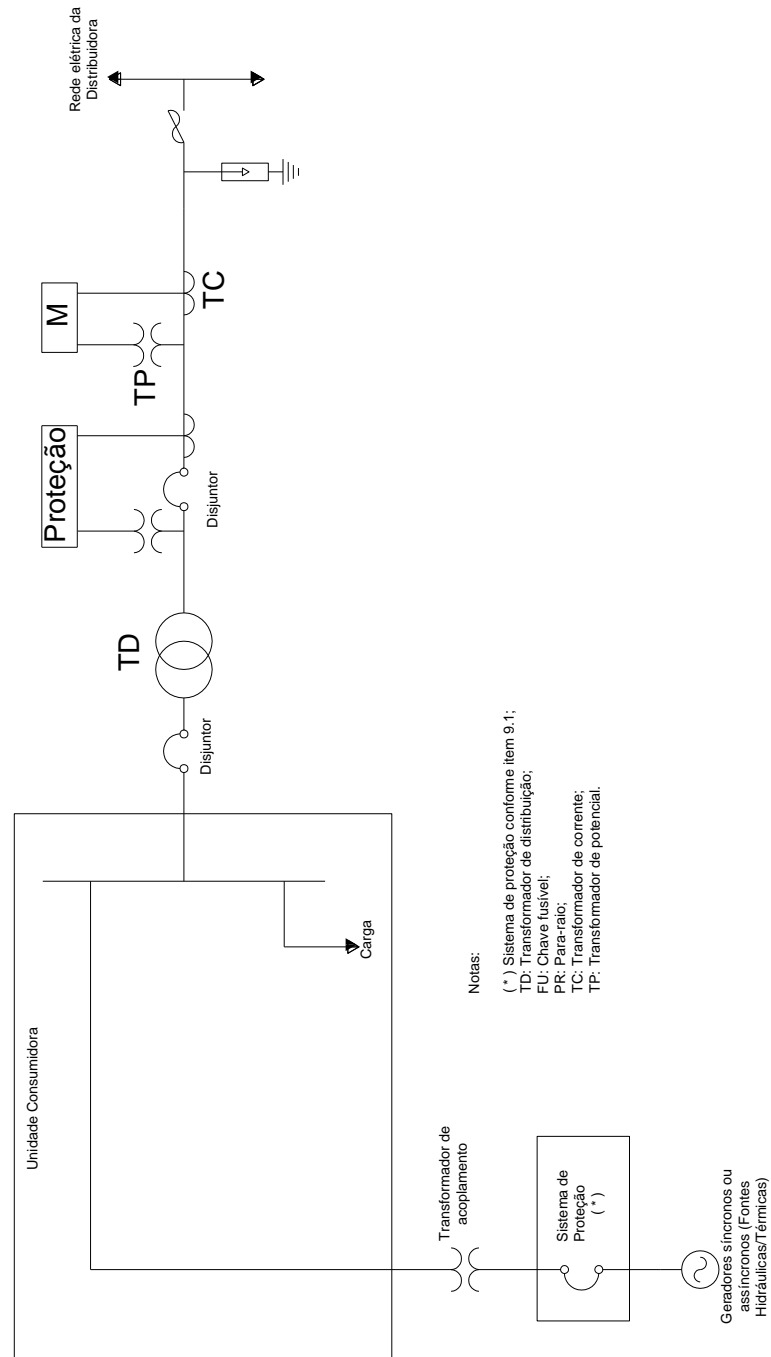 Rede elétrica da
Distribuidora
M
TC
TP
Proteção
Disjuntor
TD
Disjuntor
Unidade Consumidora
Carga
Notas:
( * ) Sistema de proteção conforme item 9.1;
TD: Transformador de distribuição;
FU: Chave fusível;
PR: Para-raio;
TC: Transformador de corrente;
TP: Transformador de potencial.
Transformador de
acoplamento
Sistema de
Proteção
( * )
Geradores síncronos ou
assíncronos (Fontes
Hidráulicas/Térmicas)